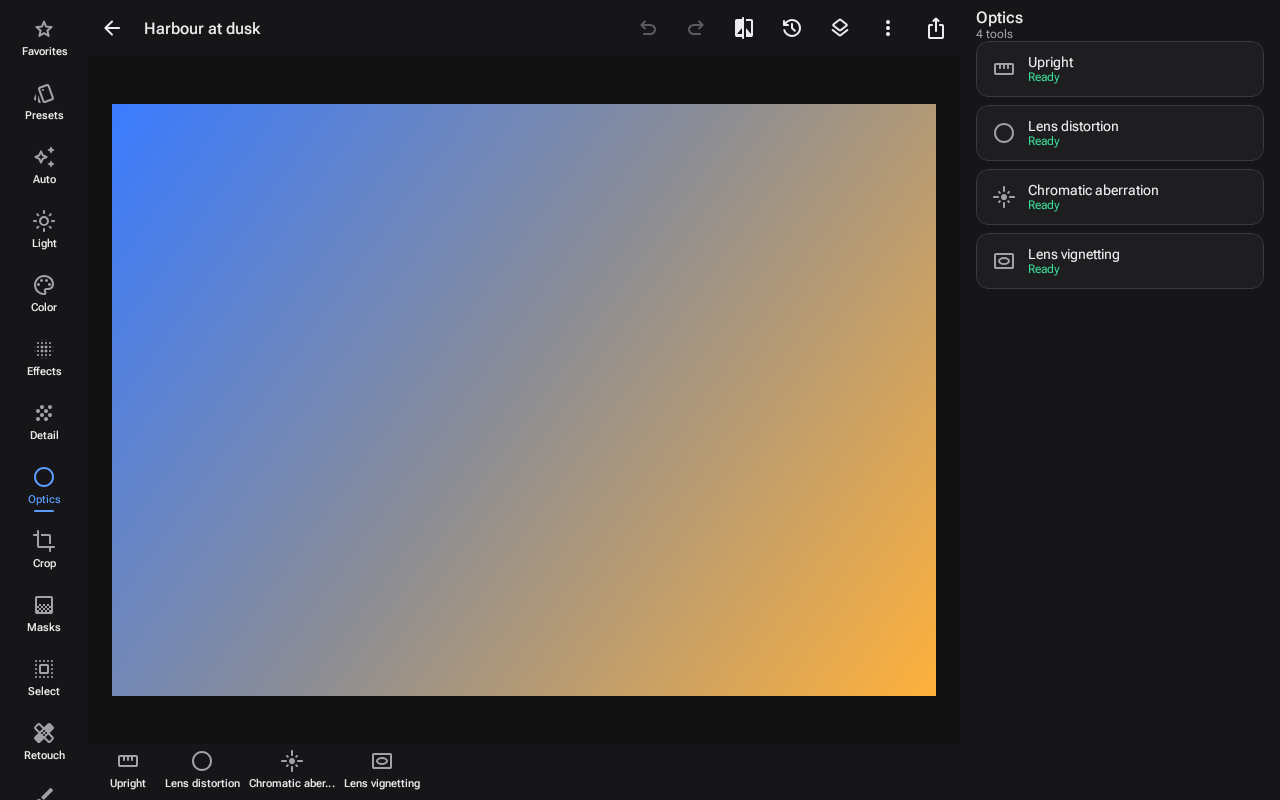 Favorites
Presets
Auto
Light
Color
Effects
Detail
Optics
Crop
Masks
Select
Retouch
Harbour at dusk
Upright
Lens distortion
Chromatic aber...
Lens vignetting
Optics
4 tools
Upright
Ready
Lens distortion
Ready
Chromatic aberration
Ready
Lens vignetting
Ready